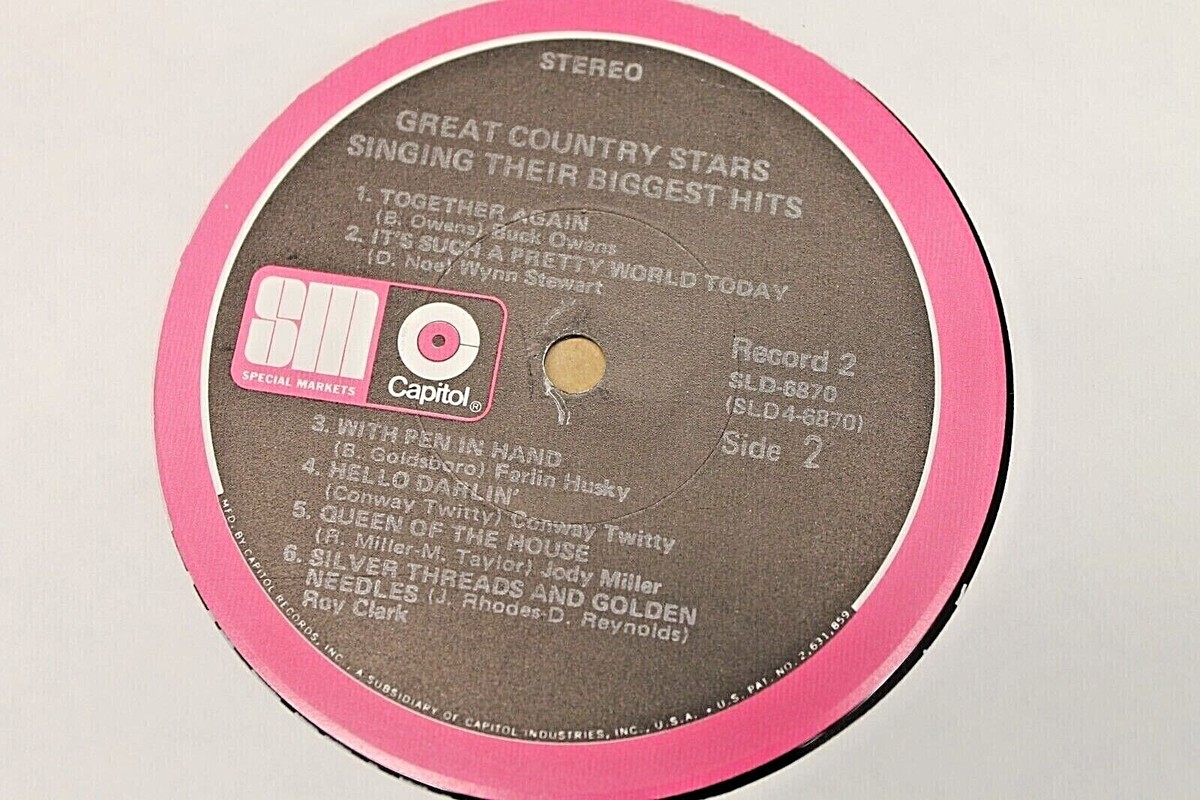 STEREO
GREAT COUNTRY STARS
SINGING THEIR BIGGEST HITS
1. TOGETHER AGAIN
(B. Owens) Buck Owens
2. IT'S SUCH A PRETTY WORLD TODAY
(D. Noe) Wynn Stewart
SM
SPECIAL MARKETS
Capitol®
Record 2
SLD-6870
(SLD4-6870)
Side 2
3. WITH PEN IN HAND
(B. Goldsboro) Ferlin Husky
4. HELLO DARLIN'
(Conway Twitty) Conway Twitty
5. QUEEN OF THE HOUSE
(R. Miller-M. Taylor) Jody Miller
6. SILVER THREADS AND GOLDEN
NEEDLES (J. Rhodes-D. Reynolds)
Roy Clark
MFD. BY CAPITOL RECORDS, INC. • A SUBSIDIARY OF CAPITOL INDUSTRIES, INC., U.S.A. • U.S. PAT. NO. 2,631,859